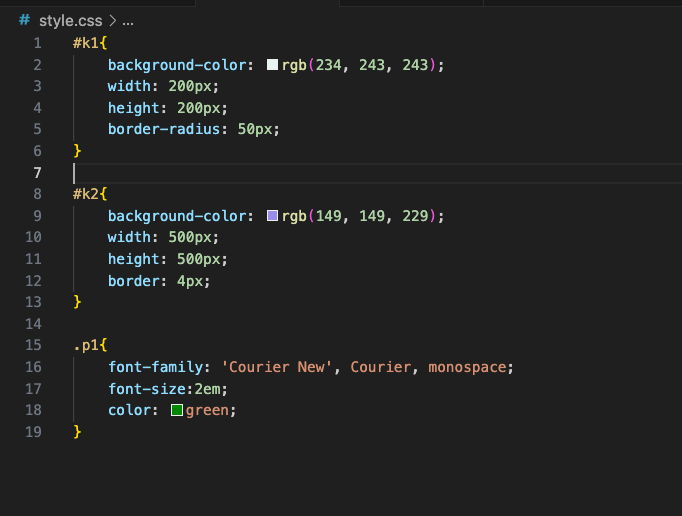 # style.css > ...
1 #k1{
2 background-color: rgb(234, 243, 243);
3 width: 200px;
4 height: 200px;
5 border-radius: 50px;
6 }
7
8 #k2{
9 background-color: rgb(149, 149, 229);
10 width: 500px;
11 height: 500px;
12 border: 4px;
13 }
14
15 .p1{
16 font-family: 'Courier New', Courier, monospace;
17 font-size:2em;
18 color: green;
19 }